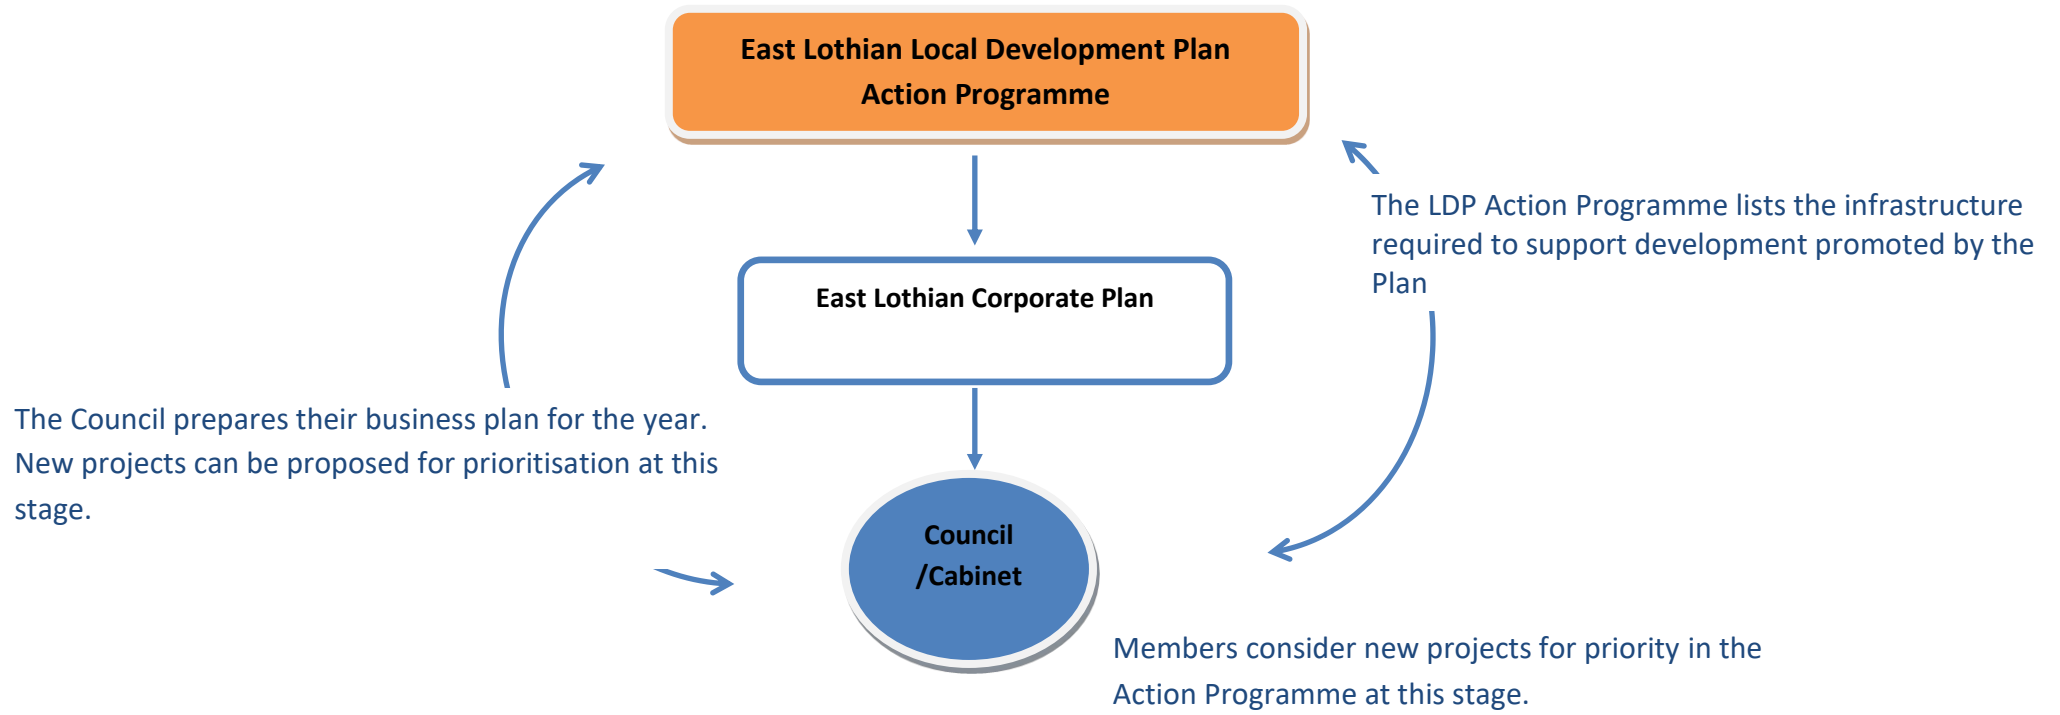 East Lothian Local Development Plan
Action Programme
The LDP Action Programme lists the infrastructure
required to support development promoted by the
Plan
East Lothian Corporate Plan
The Council prepares their business plan for the year.
New projects can be proposed for prioritisation at this
stage.
Council
/Cabinet
Members consider new projects for priority in the
Action Programme at this stage.